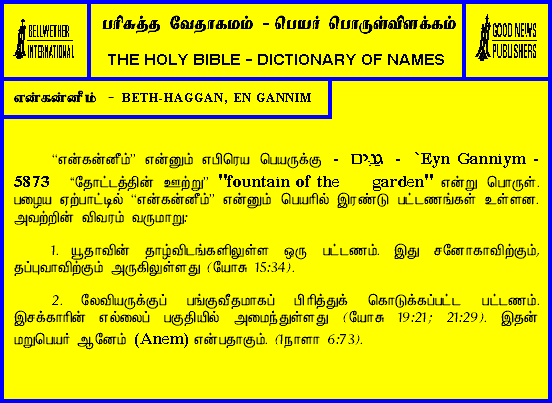 BELLWETHER
INTERNATIONAL
பரிசுத்த வேதாகமம் - பெயர் பொருள்விளக்கம்
THE HOLY BIBLE - DICTIONARY OF NAMES
GOOD NEWS
PUBLISHERS
என்கன்னீம் - BETH-HAGGAN, EN GANNIM
“என்கன்னீம்” என்னும் எபிரெய பெயருக்கு - - `Eyn Ganniym -
5873 “தோட்டத்தின் ஊற்று” "fountain of the garden" என்று பொருள்.
பழைய ஏற்பாட்டில் “என்கன்னீம்” என்னும் பெயரில் இரண்டு பட்டணங்கள் உள்ளன.
அவற்றின் விவரம் வருமாறு:
1. யூதாவின் தாழ்விடங்களிலுள்ள ஒரு பட்டணம். இது சனோகாவிற்கும்,
தப்புவாவிற்கும் அருகிலுள்ளது (யோசு 15:34).
2. லேவியருக்குப் பங்குவீதமாகப் பிரித்துக் கொடுக்கப்பட்ட பட்டணம்.
இசக்காரின் எல்லைப் பகுதியில் அமைந்துள்ளது (யோசு 19:21; 21:29). இதன்
மறுபெயர் ஆனேம் (Anem) என்பதாகும். (1நாளா 6:73).